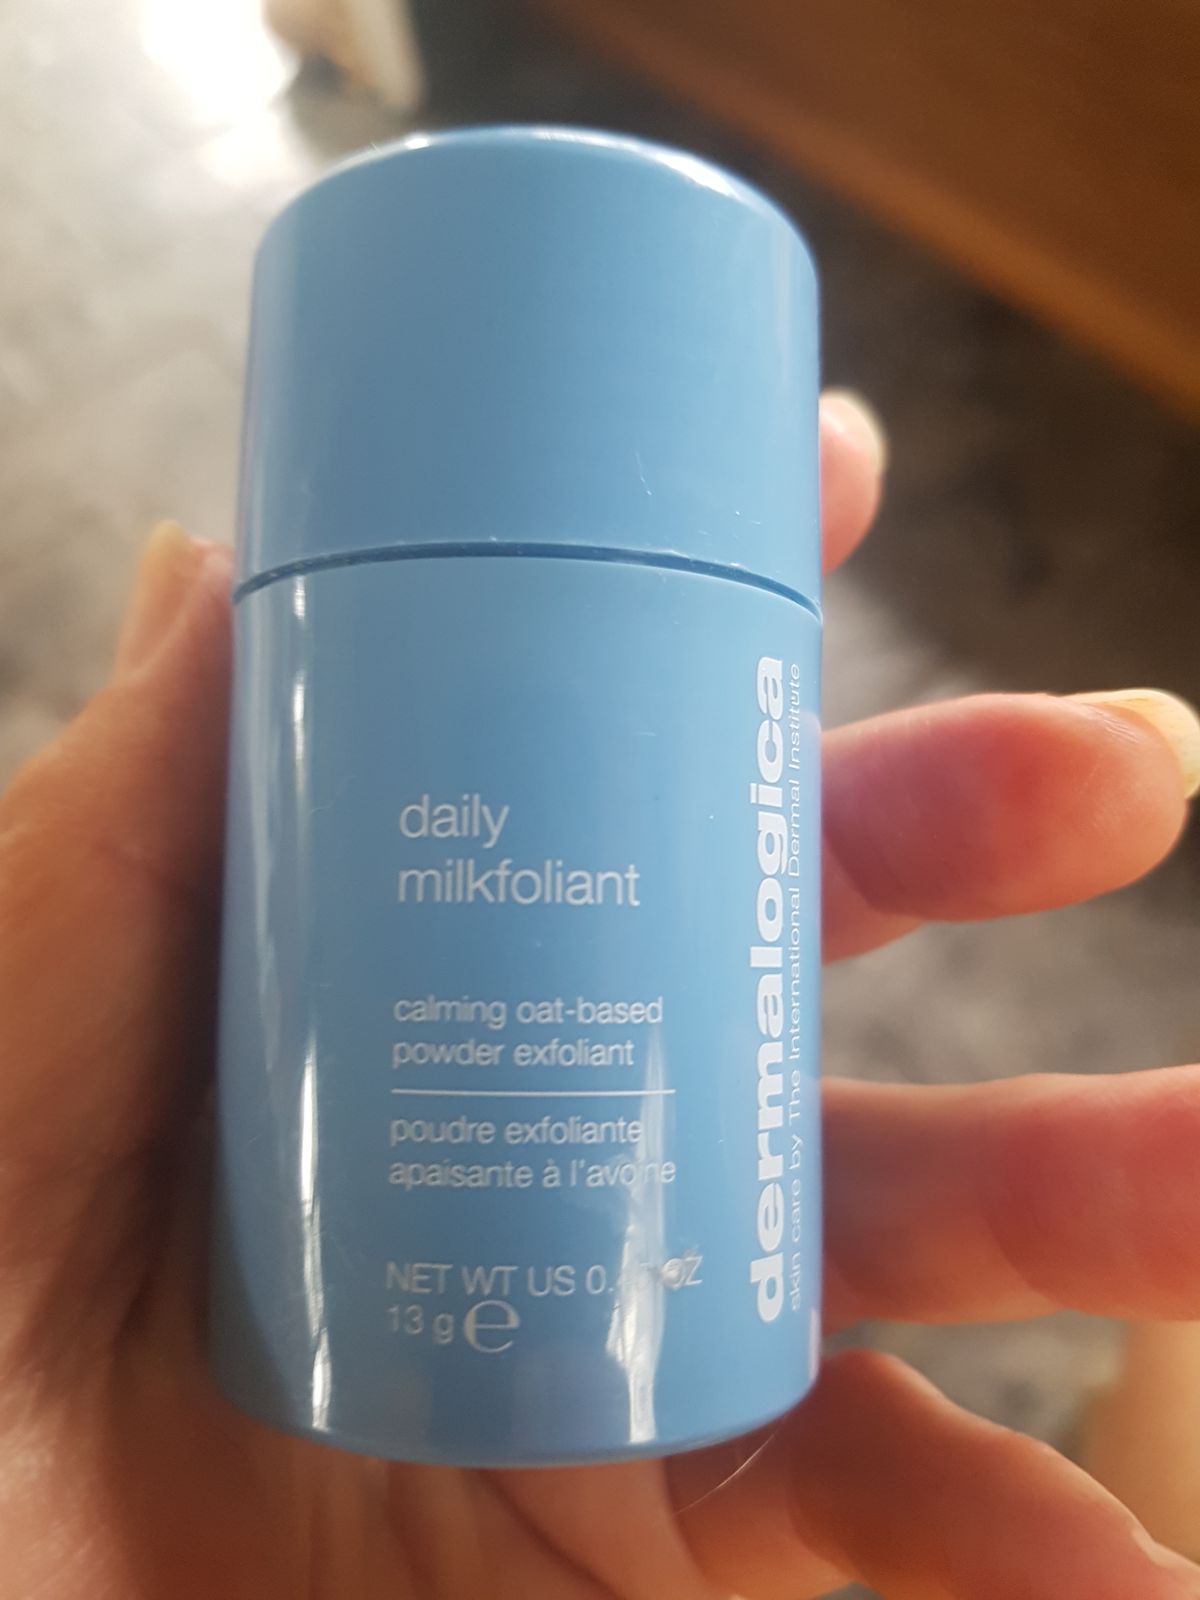 daily
milkfoliant
calming oat-based
powder exfoliant
poudre exfoliante
apaisante à l'avoine
NET WT US OZ
13 g ℮
dermalogica
skin care by The International Dermal Institute